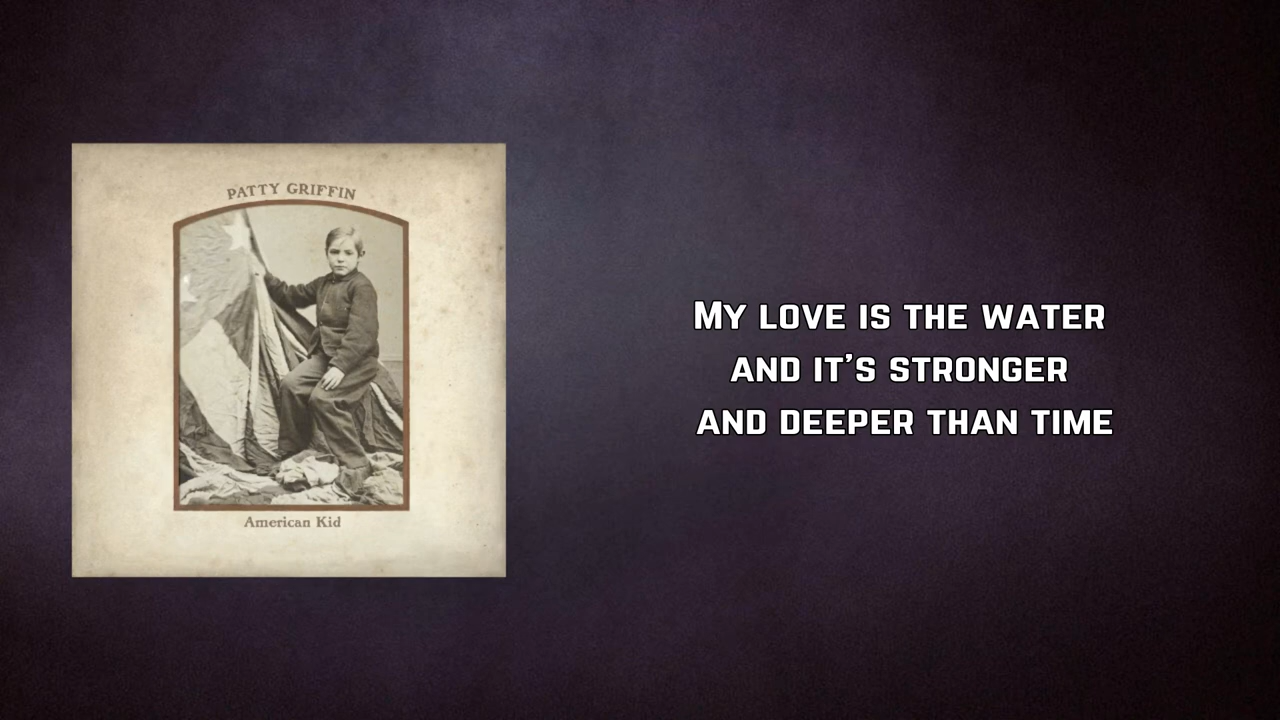 PATTY GRIFFIN
American Kid
My love is the water
and it's stronger
and deeper than time